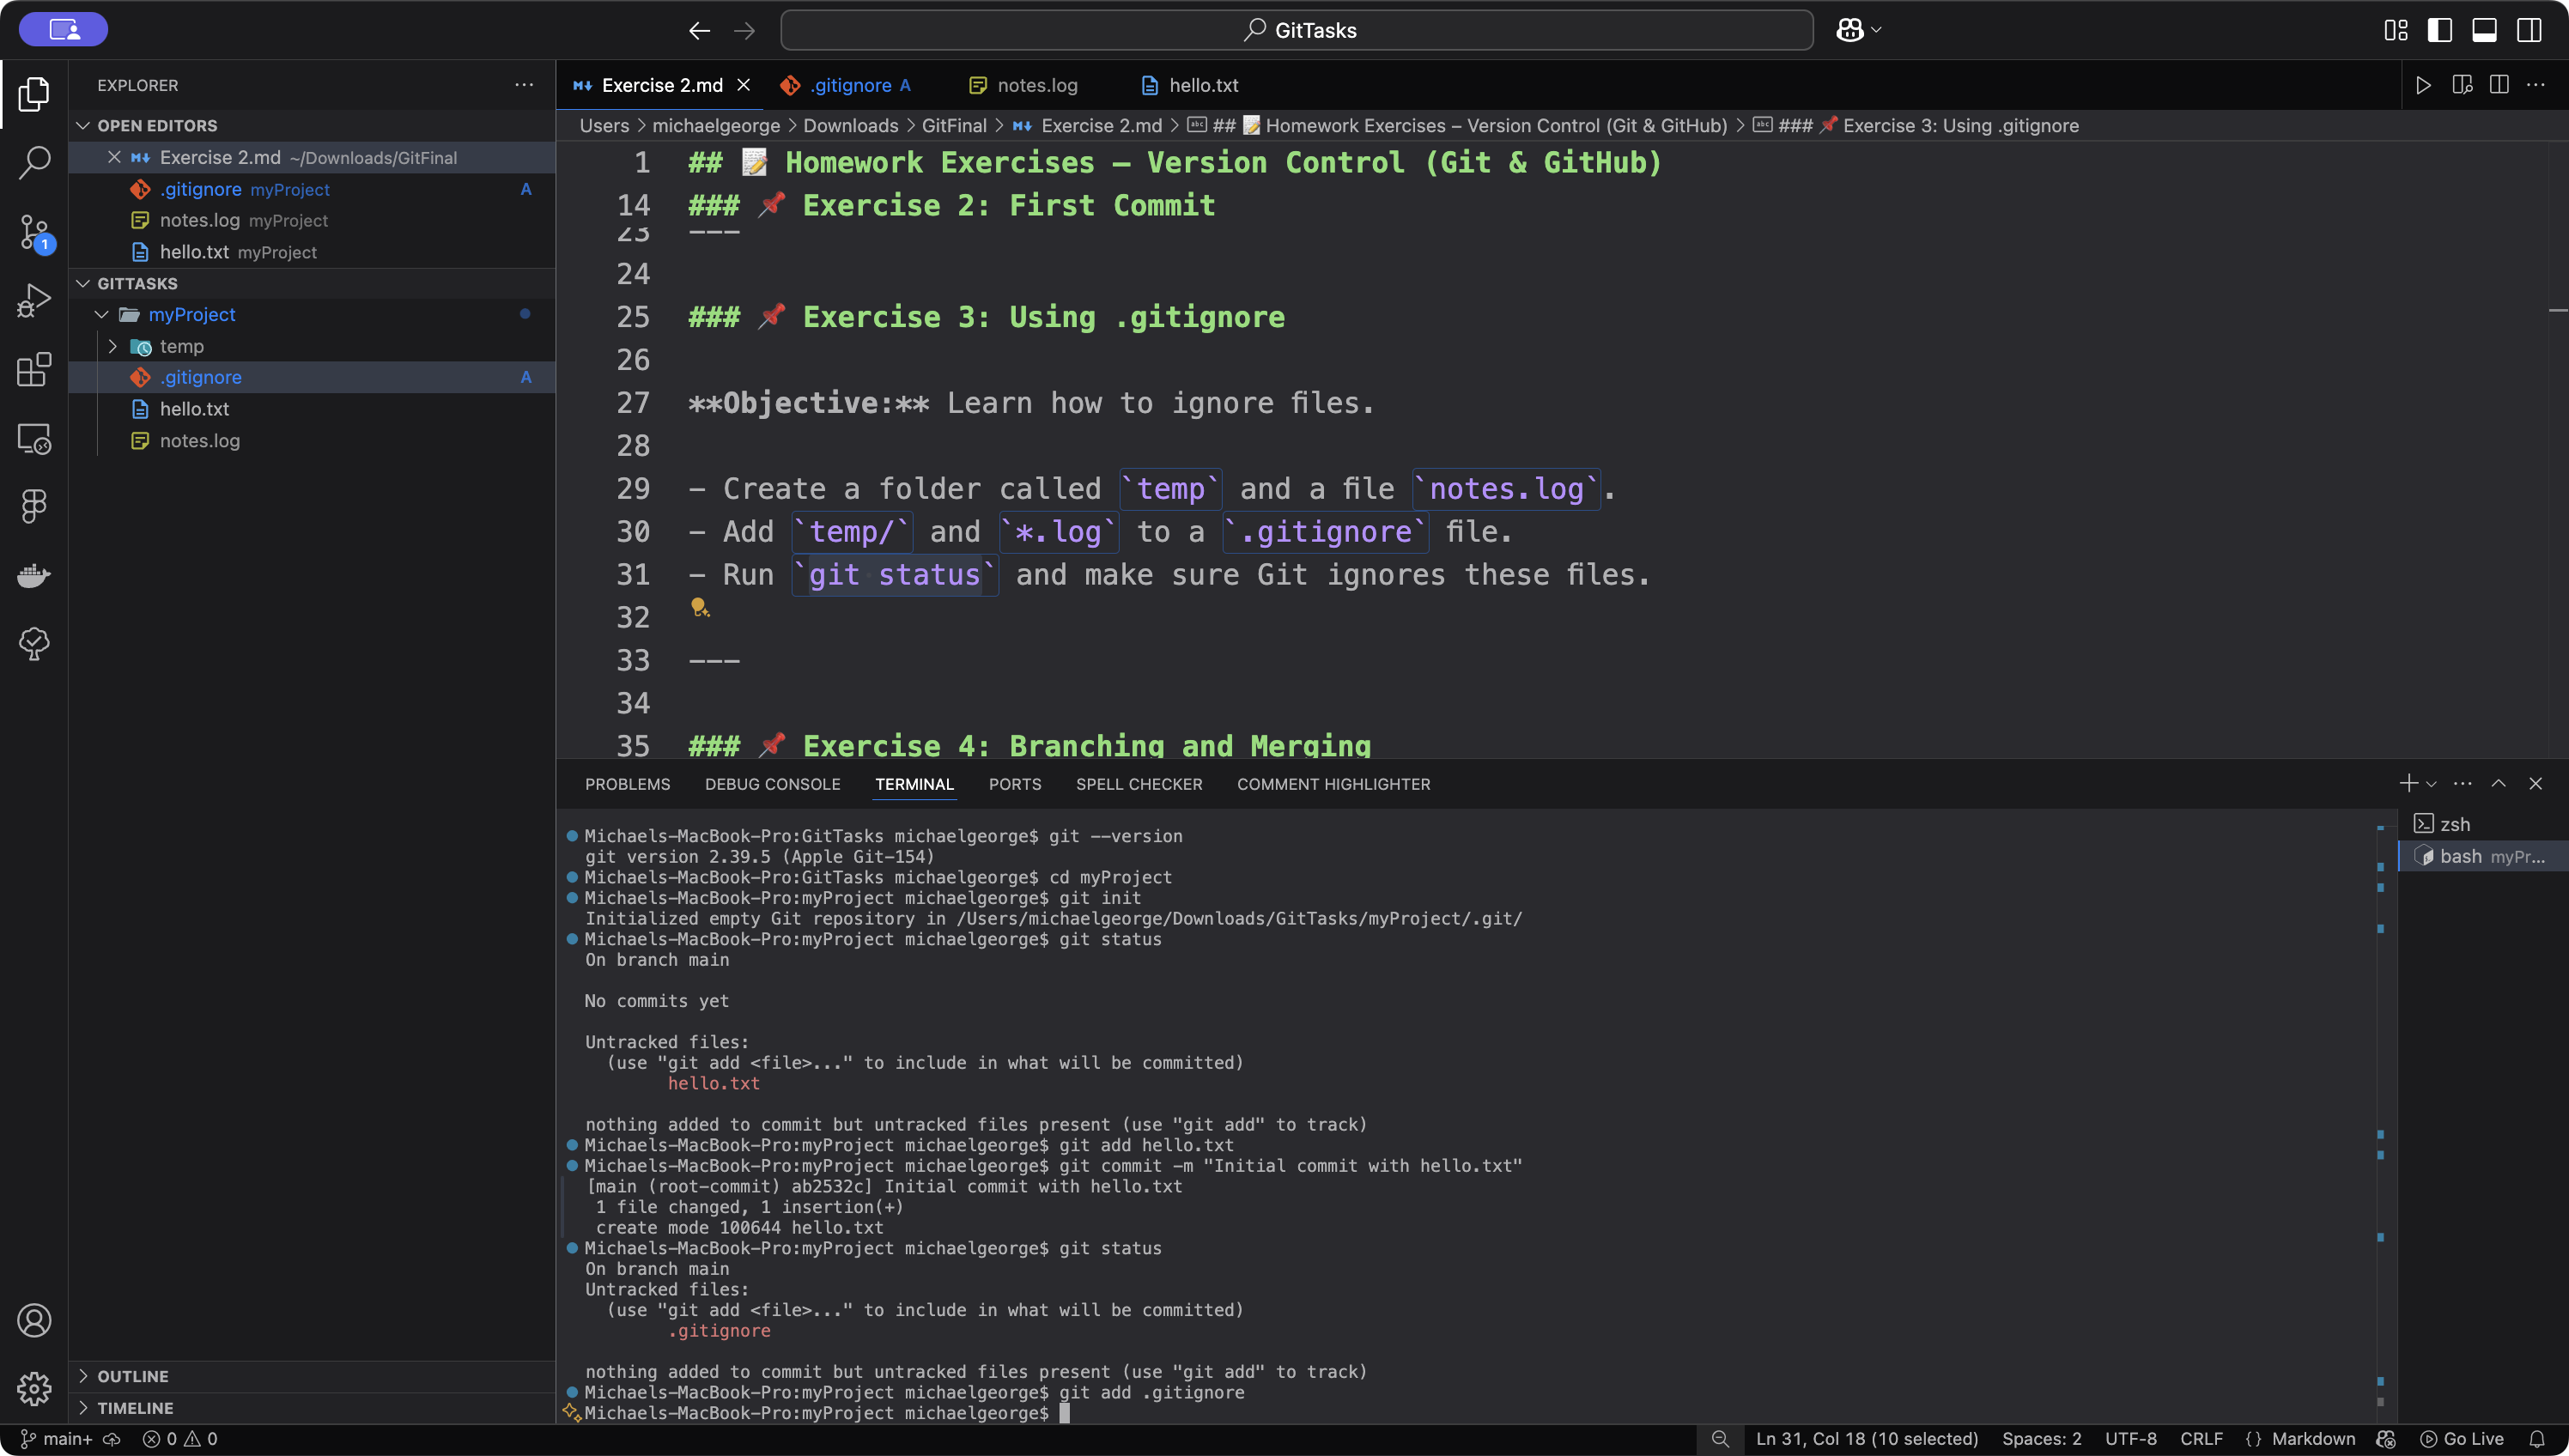 GitTasks
EXPLORER
OPEN EDITORS
Exercise 2.md ~/Downloads/GitFinal
.gitignore myProject A
notes.log myProject
hello.txt myProject
GITTASKS
myProject
temp
.gitignore A
hello.txt
notes.log
OUTLINE
TIMELINE
1
Exercise 2.md
.gitignore A
notes.log
hello.txt
Users > michaelgeorge > Downloads > GitFinal > Exercise 2.md > ## 📝 Homework Exercises – Version Control (Git & GitHub) > ### 📌 Exercise 3: Using .gitignore
1 ## 📝 Homework Exercises – Version Control (Git & GitHub)
14 ### 📌 Exercise 2: First Commit
23 ---
24
25 ### 📌 Exercise 3: Using .gitignore
26
27 **Objective:** Learn how to ignore files.
28
29 - Create a folder called `temp` and a file `notes.log`.
30 - Add `temp/` and `*.log` to a `.gitignore` file.
31 - Run `git status` and make sure Git ignores these files.
32
33 ---
34
35 ### 📌 Exercise 4: Branching and Merging
PROBLEMS DEBUG CONSOLE TERMINAL PORTS SPELL CHECKER COMMENT HIGHLIGHTER
Michaels-MacBook-Pro:GitTasks michaelgeorge$ git --version
git version 2.39.5 (Apple Git-154)
Michaels-MacBook-Pro:GitTasks michaelgeorge$ cd myProject
Michaels-MacBook-Pro:myProject michaelgeorge$ git init
Initialized empty Git repository in /Users/michaelgeorge/Downloads/GitTasks/myProject/.git/
Michaels-MacBook-Pro:myProject michaelgeorge$ git status
On branch main
No commits yet
Untracked files:
(use "git add <file>..." to include in what will be committed)
hello.txt
nothing added to commit but untracked files present (use "git add" to track)
Michaels-MacBook-Pro:myProject michaelgeorge$ git add hello.txt
Michaels-MacBook-Pro:myProject michaelgeorge$ git commit -m "Initial commit with hello.txt"
[main (root-commit) ab2532c] Initial commit with hello.txt
1 file changed, 1 insertion(+)
create mode 100644 hello.txt
Michaels-MacBook-Pro:myProject michaelgeorge$ git status
On branch main
Untracked files:
(use "git add <file>..." to include in what will be committed)
.gitignore
nothing added to commit but untracked files present (use "git add" to track)
Michaels-MacBook-Pro:myProject michaelgeorge$ git add .gitignore
Michaels-MacBook-Pro:myProject michaelgeorge$
zsh
bash myPr...
main+ 0 0
Ln 31, Col 18 (10 selected) Spaces: 2 UTF-8 CRLF {} Markdown Go Live